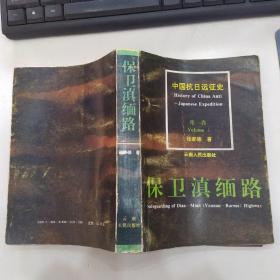 中国抗日远征史
History of China Anti
-Japanese Expedition
第一卷
Volume
著
云南人民出版社
保卫滇缅路
Safeguarding of Dian-Mian (Yunnan-Burma) Highway
保卫滇缅路
著
云南
人民出版社